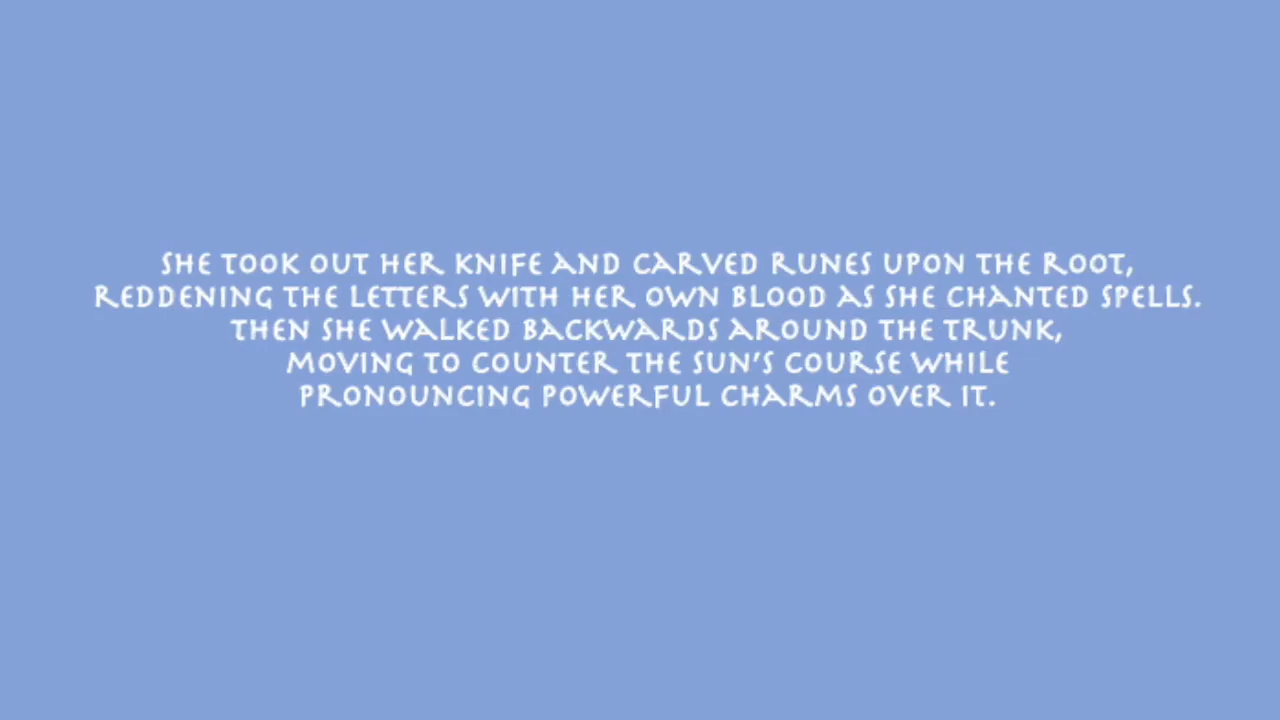 SHE TOOK OUT HER KNIFE AND CARVED RUNES UPON THE ROOT,
REDDENING THE LETTERS WITH HER OWN BLOOD AS SHE CHANTED SPELLS.
THEN SHE WALKED BACKWARDS AROUND THE TRUNK,
MOVING TO COUNTER THE SUN'S COURSE WHILE
PRONOUNCING POWERFUL CHARMS OVER IT.